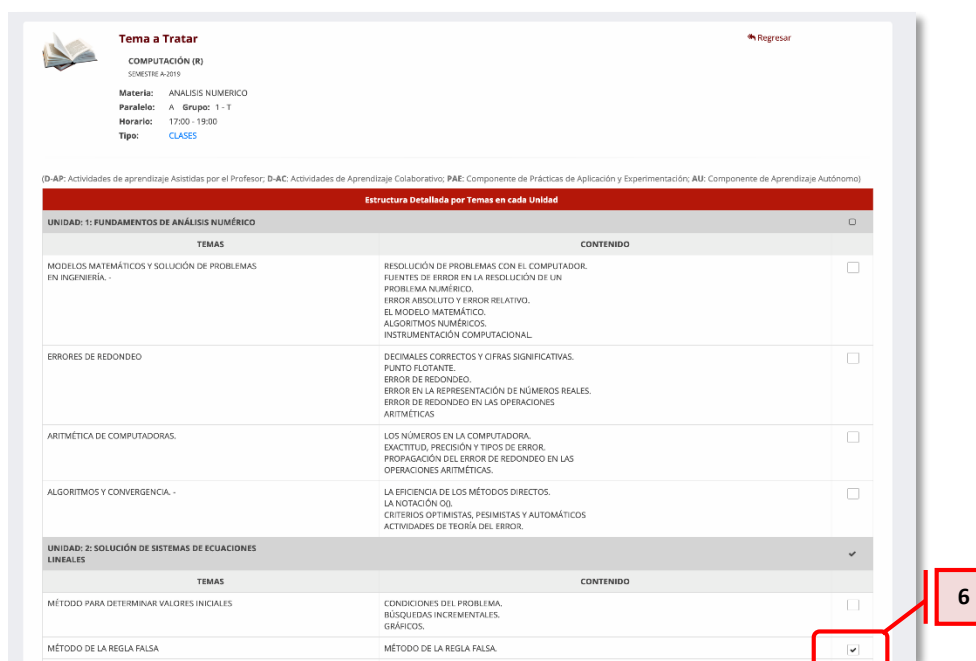 Tema a Tratar
Regresar
COMPUTACIÓN (R)
SEMESTRE A-2019
Materia: ANALISIS NUMERICO
Paralelo: A Grupo: 1 - T
Horario: 17:00 - 19:00
Tipo: CLASES
(D-AP: Actividades de aprendizaje Asistidas por el Profesor; D-AC: Actividades de Aprendizaje Colaborativo; PAE: Componente de Prácticas de Aplicación y Experimentación; AU: Componente de Aprendizaje Autónomo)
Estructura Detallada por Temas en cada Unidad
UNIDAD: 1: FUNDAMENTOS DE ANÁLISIS NUMÉRICO
TEMAS CONTENIDO
MODELOS MATEMÁTICOS Y SOLUCIÓN DE PROBLEMAS
EN INGENIERÍA. -
RESOLUCIÓN DE PROBLEMAS CON EL COMPUTADOR.
FUENTES DE ERROR EN LA RESOLUCIÓN DE UN
PROBLEMA NUMÉRICO.
ERROR ABSOLUTO Y ERROR RELATIVO.
EL MODELO MATEMÁTICO.
ALGORITMOS NUMÉRICOS.
INSTRUMENTACIÓN COMPUTACIONAL.
ERRORES DE REDONDEO
DECIMALES CORRECTOS Y CIFRAS SIGNIFICATIVAS.
PUNTO FLOTANTE.
ERROR DE REDONDEO.
ERROR EN LA REPRESENTACIÓN DE NÚMEROS REALES.
ERROR DE REDONDEO EN LAS OPERACIONES
ARITMÉTICAS
ARITMÉTICA DE COMPUTADORAS.
LOS NÚMEROS EN LA COMPUTADORA.
EXACTITUD, PRECISIÓN Y TIPOS DE ERROR.
PROPAGACIÓN DEL ERROR DE REDONDEO EN LAS
OPERACIONES ARITMÉTICAS.
ALGORITMOS Y CONVERGENCIA. -
LA EFICIENCIA DE LOS MÉTODOS DIRECTOS.
LA NOTACIÓN O().
CRITERIOS OPTIMISTAS, PESIMISTAS Y AUTOMÁTICOS
ACTIVIDADES DE TEORÍA DEL ERROR.
UNIDAD: 2: SOLUCIÓN DE SISTEMAS DE ECUACIONES
LINEALES
TEMAS CONTENIDO
MÉTODO PARA DETERMINAR VALORES INICIALES
CONDICIONES DEL PROBLEMA.
BÚSQUEDAS INCREMENTALES.
GRÁFICOS.
6
MÉTODO DE LA REGLA FALSA
MÉTODO DE LA REGLA FALSA.